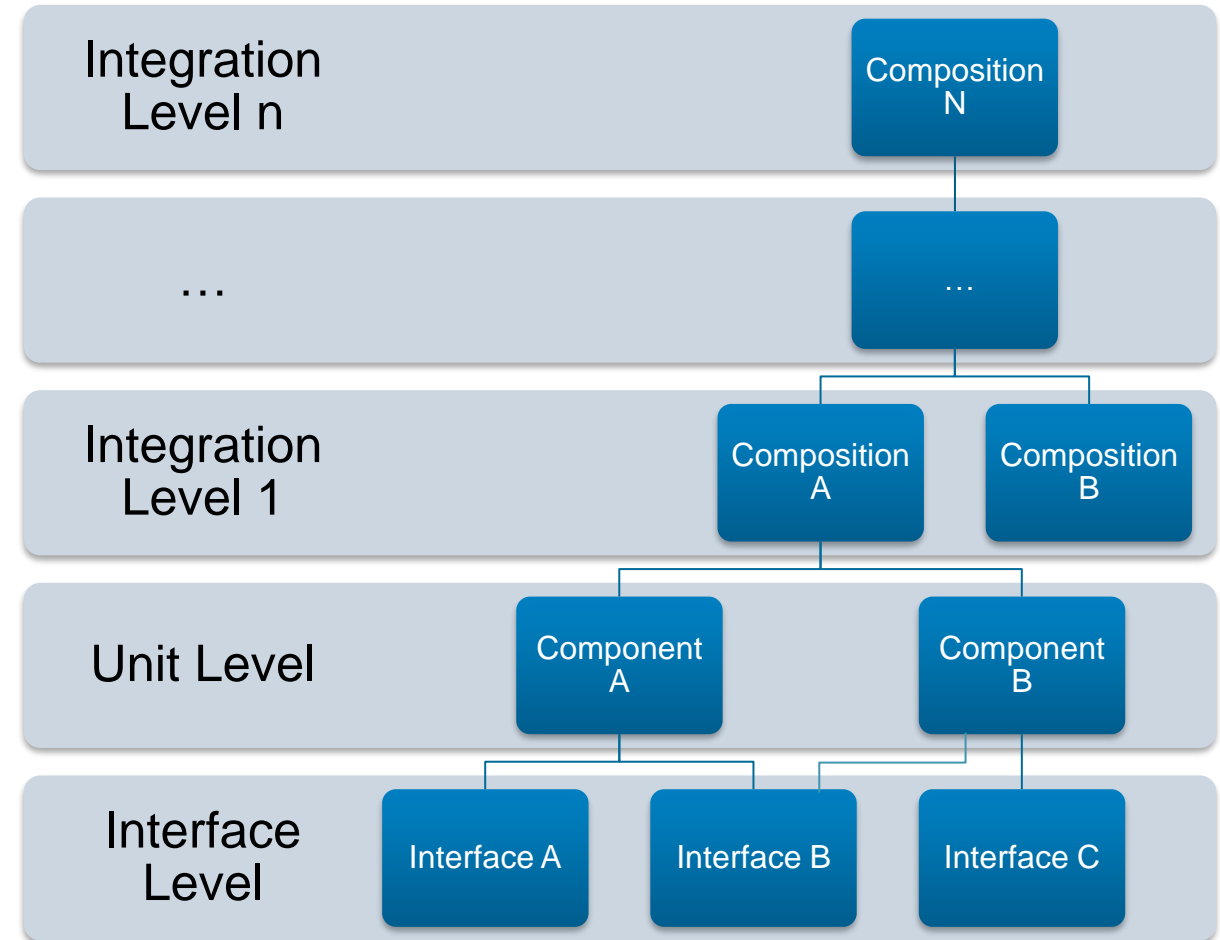 Integration
Level n
Composition
N
…
…
Integration
Level 1
Composition
A
Composition
B
Unit Level
Component
A
Component
B
Interface
Level
Interface A
Interface B
Interface C